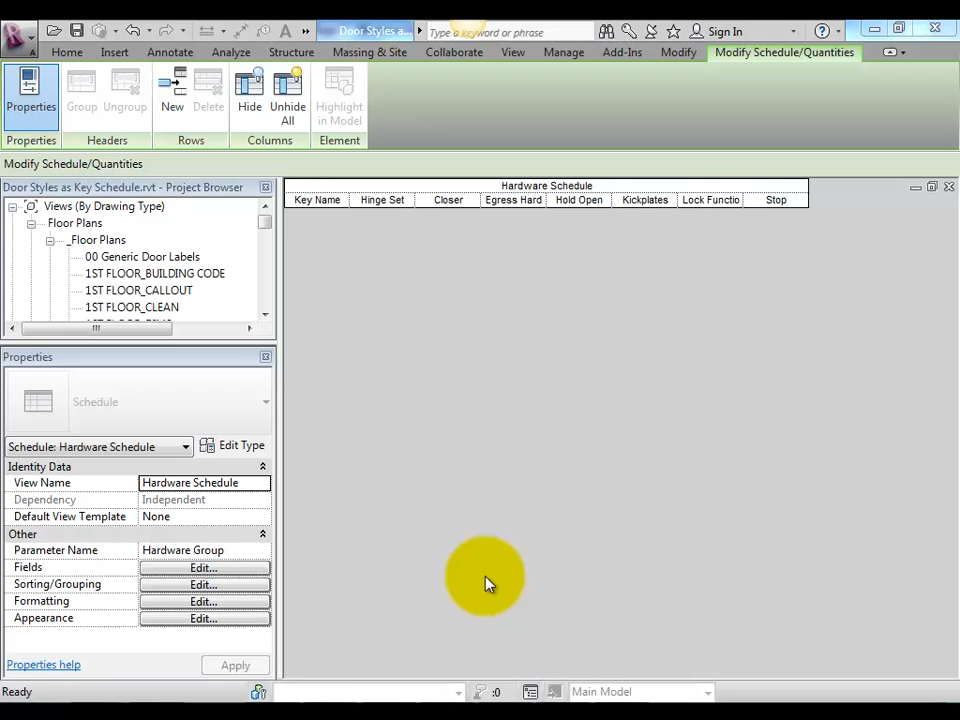 Door Styles a...
Type a keyword or phrase
Sign In
Home Insert Annotate Analyze Structure Massing & Site Collaborate View Manage Add-Ins Modify Modify Schedule/Quantities
Properties Group Ungroup New Delete Hide Unhide All Highlight in Model
Properties Headers Rows Columns Element
Modify Schedule/Quantities
Door Styles as Key Schedule.rvt - Project Browser
Views (By Drawing Type)
Floor Plans
_Floor Plans
00 Generic Door Labels
1ST FLOOR_BUILDING CODE
1ST FLOOR_CALLOUT
1ST FLOOR_CLEAN
Hardware Schedule
Key Name Hinge Set Closer Egress Hard Hold Open Kickplates Lock Functio Stop
Properties
Schedule
Schedule: Hardware Schedule Edit Type
Identity Data
View Name Hardware Schedule
Dependency Independent
Default View Template None
Other
Parameter Name Hardware Group
Fields Edit...
Sorting/Grouping Edit...
Formatting Edit...
Appearance Edit...
Properties help Apply
Ready :0 Main Model